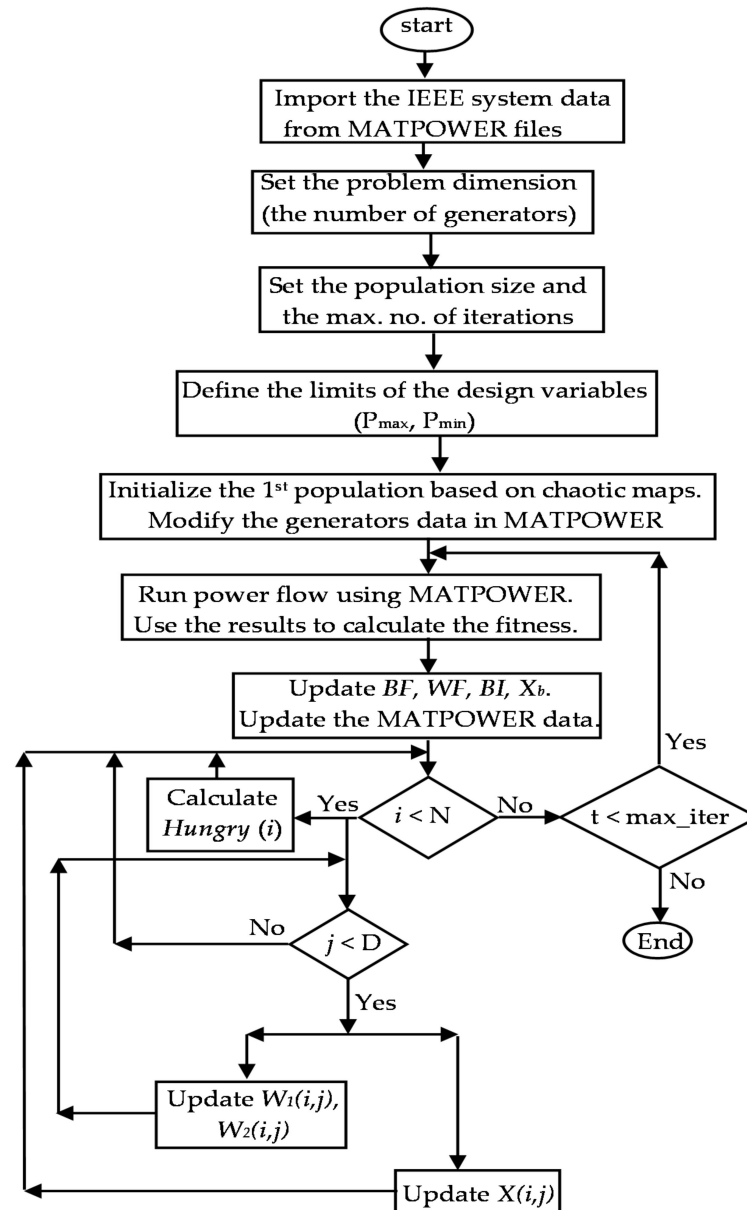 start
Import the IEEE system data
from MATPOWER files
Set the problem dimension
(the number of generators)
Set the population size and
the max. no. of iterations
Define the limits of the design variables
(Pmax, Pmin)
Initialize the 1st population based on chaotic maps.
Modify the generators data in MATPOWER
Run power flow using MATPOWER.
Use the results to calculate the fitness.
Update BF, WF, BI, Xb.
Update the MATPOWER data.
Yes
Calculate
Hungry (i)
Yes
i < N
No
t < max_iter
No
End
No
j < D
Yes
Update W1(i,j),
W2(i,j)
Update X(i,j)